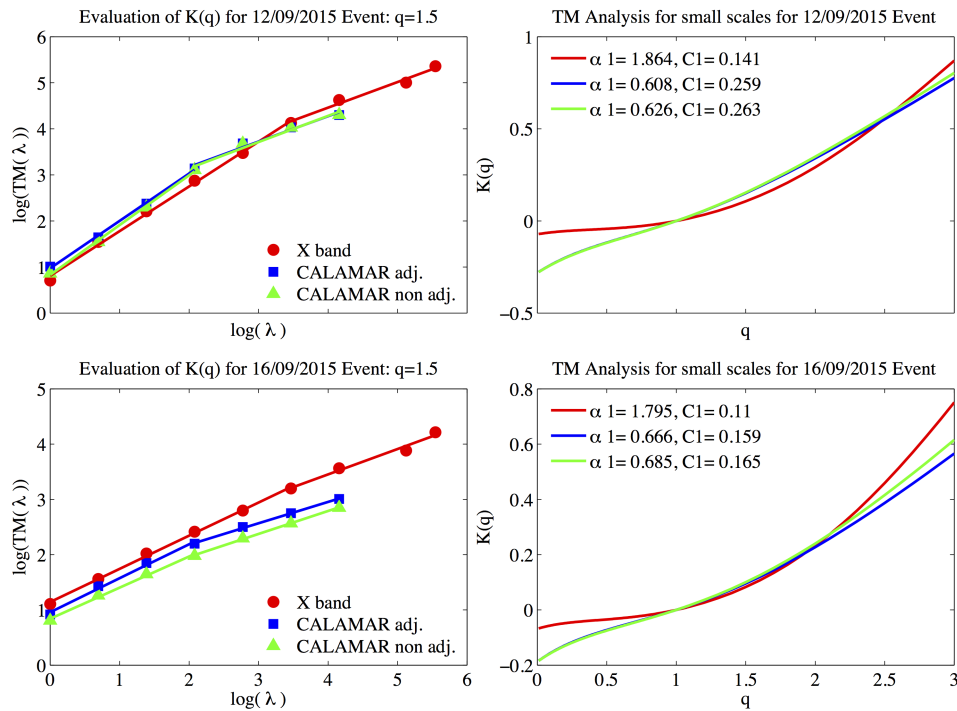 Evaluation of K(q) for 12/09/2015 Event: q=1.5
6
5
4
3
2
1
0
log(TM( λ ))
log( λ )
X band
CALAMAR adj.
CALAMAR non adj.
TM Analysis for small scales for 12/09/2015 Event
1
0.5
0
−0.5
K(q)
q
α 1= 1.864, C1= 0.141
α 1= 0.608, C1= 0.259
α 1= 0.626, C1= 0.263
Evaluation of K(q) for 16/09/2015 Event: q=1.5
5
4
3
2
1
0
log(TM( λ ))
0 1 2 3 4 5 6
log( λ )
X band
CALAMAR adj.
CALAMAR non adj.
TM Analysis for small scales for 16/09/2015 Event
0.8
0.6
0.4
0.2
0
−0.2
K(q)
0 0.5 1 1.5 2 2.5 3
q
α 1= 1.795, C1= 0.11
α 1= 0.666, C1= 0.159
α 1= 0.685, C1= 0.165